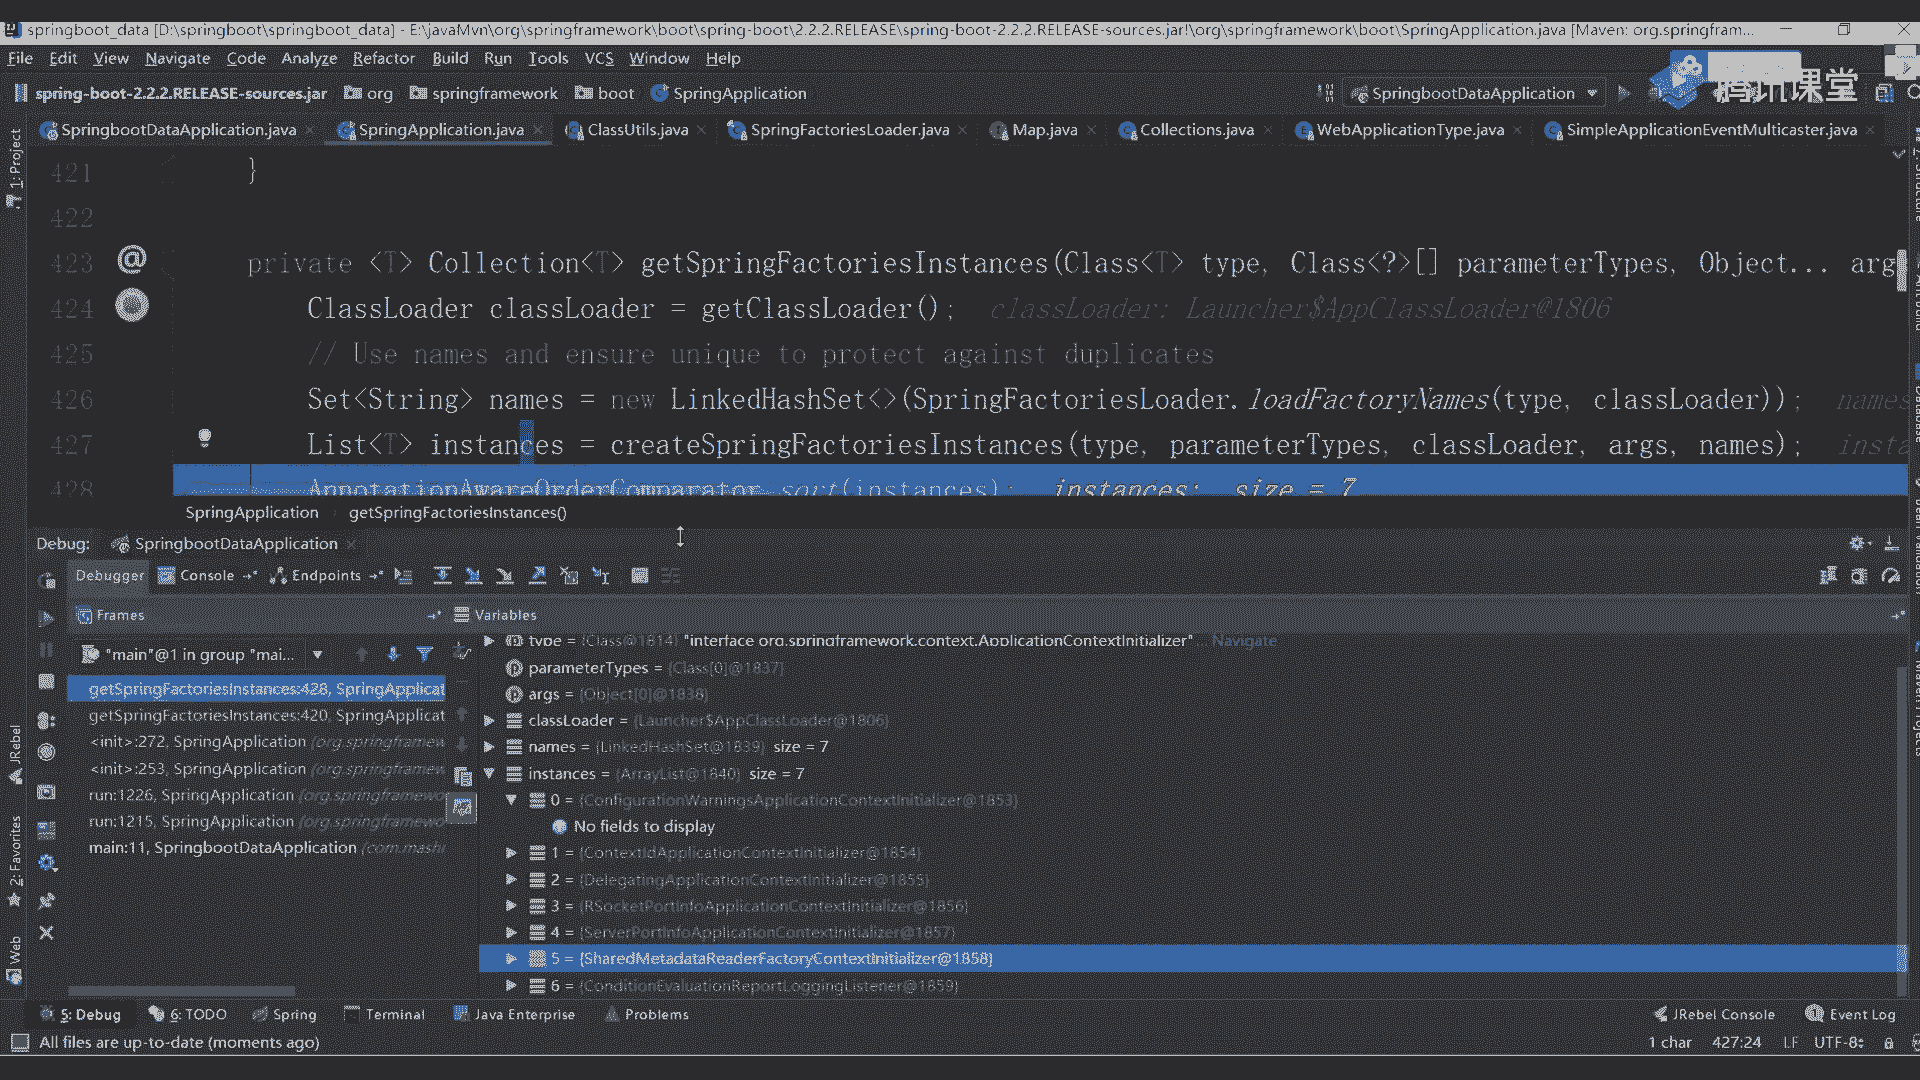 springboot_data [D:\springboot\springboot_data] - E:\javaMvn\org\springframework\boot\spring-boot\2.2.2.RELEASE\spring-boot-2.2.2.RELEASE-sources.jar!\org\springframework\boot\SpringApplication.java [Maven: org.springfram...
File Edit View Navigate Code Analyze Refactor Build Run Tools VCS Window Help
spring-boot-2.2.2.RELEASE-sources.jar org springframework boot SpringApplication SpringbootDataApplication
腾讯课堂
SpringbootDataApplication.java SpringApplication.java ClassUtils.java SpringFactoriesLoader.java Map.java Collections.java WebApplicationType.java SimpleApplicationEventMulticaster.java
1: Project
421 }
422
423 private <T> Collection<T> getSpringFactoriesInstances(Class<T> type, Class<?>[] parameterTypes, Object... arg
424 ClassLoader classLoader = getClassLoader(); classLoader: Launcher$AppClassLoader@1806
425 // Use names and ensure unique to protect against duplicates
426 Set<String> names = new LinkedHashSet<>(SpringFactoriesLoader.loadFactoryNames(type, classLoader)); names
427 List<T> instances = createSpringFactoriesInstances(type, parameterTypes, classLoader, args, names); insta
428 AnnotationAwareOrderComparator.sort(instances); instances: size = 7
SpringApplication getSpringFactoriesInstances()
Debug: SpringbootDataApplication
Debugger Console Endpoints
Frames Variables
"main"@1 in group "mai...
getSpringFactoriesInstances:428, SpringApplicat
getSpringFactoriesInstances:420, SpringApplicat
<init>:272, SpringApplication (org.springframew
<init>:253, SpringApplication (org.springframew
run:1226, SpringApplication (org.springframewo
run:1215, SpringApplication (org.springframewo
main:11, SpringbootDataApplication (com.mashi
type = {Class@1814} "interface org.springframework.context.ApplicationContextInitializer"... Navigate
parameterTypes = {Class[0]@1837}
args = {Object[0]@1838}
classLoader = {Launcher$AppClassLoader@1806}
names = {LinkedHashSet@1839} size = 7
instances = {ArrayList@1840} size = 7
0 = {ConfigurationWarningsApplicationContextInitializer@1853}
No fields to display
1 = {ContextIdApplicationContextInitializer@1854}
2 = {DelegatingApplicationContextInitializer@1855}
3 = {RSocketPortInfoApplicationContextInitializer@1856}
4 = {ServerPortInfoApplicationContextInitializer@1857}
5 = {SharedMetadataReaderFactoryContextInitializer@1858}
6 = {ConditionEvaluationReportLoggingListener@1859}
JRebel
2: Favorites
Web
5: Debug 6: TODO Spring Terminal Java Enterprise Problems JRebel Console Event Log
All files are up-to-date (moments ago) 1 char 427:24 LF UTF-8